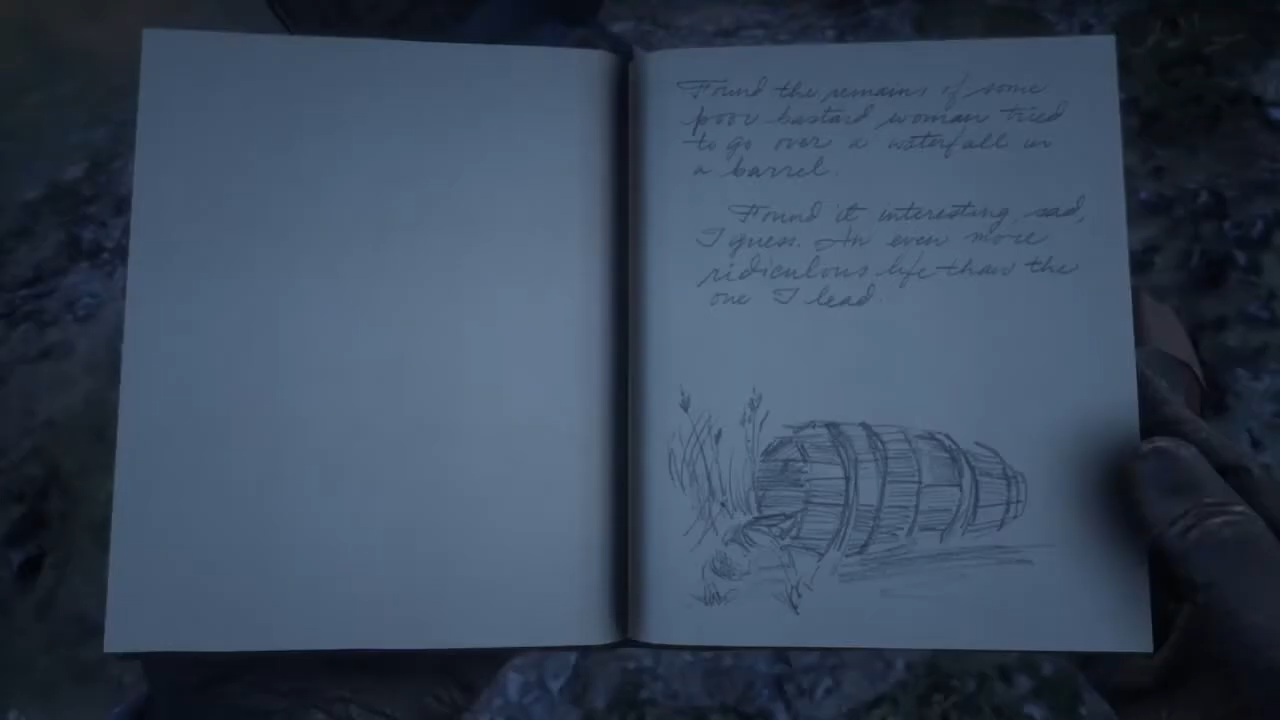 Found the remains of some
poor bastard woman tried
to go over a waterfall in
a barrel.
Found it interesting, sad,
I guess. An even more
ridiculous life than the
one I lead.